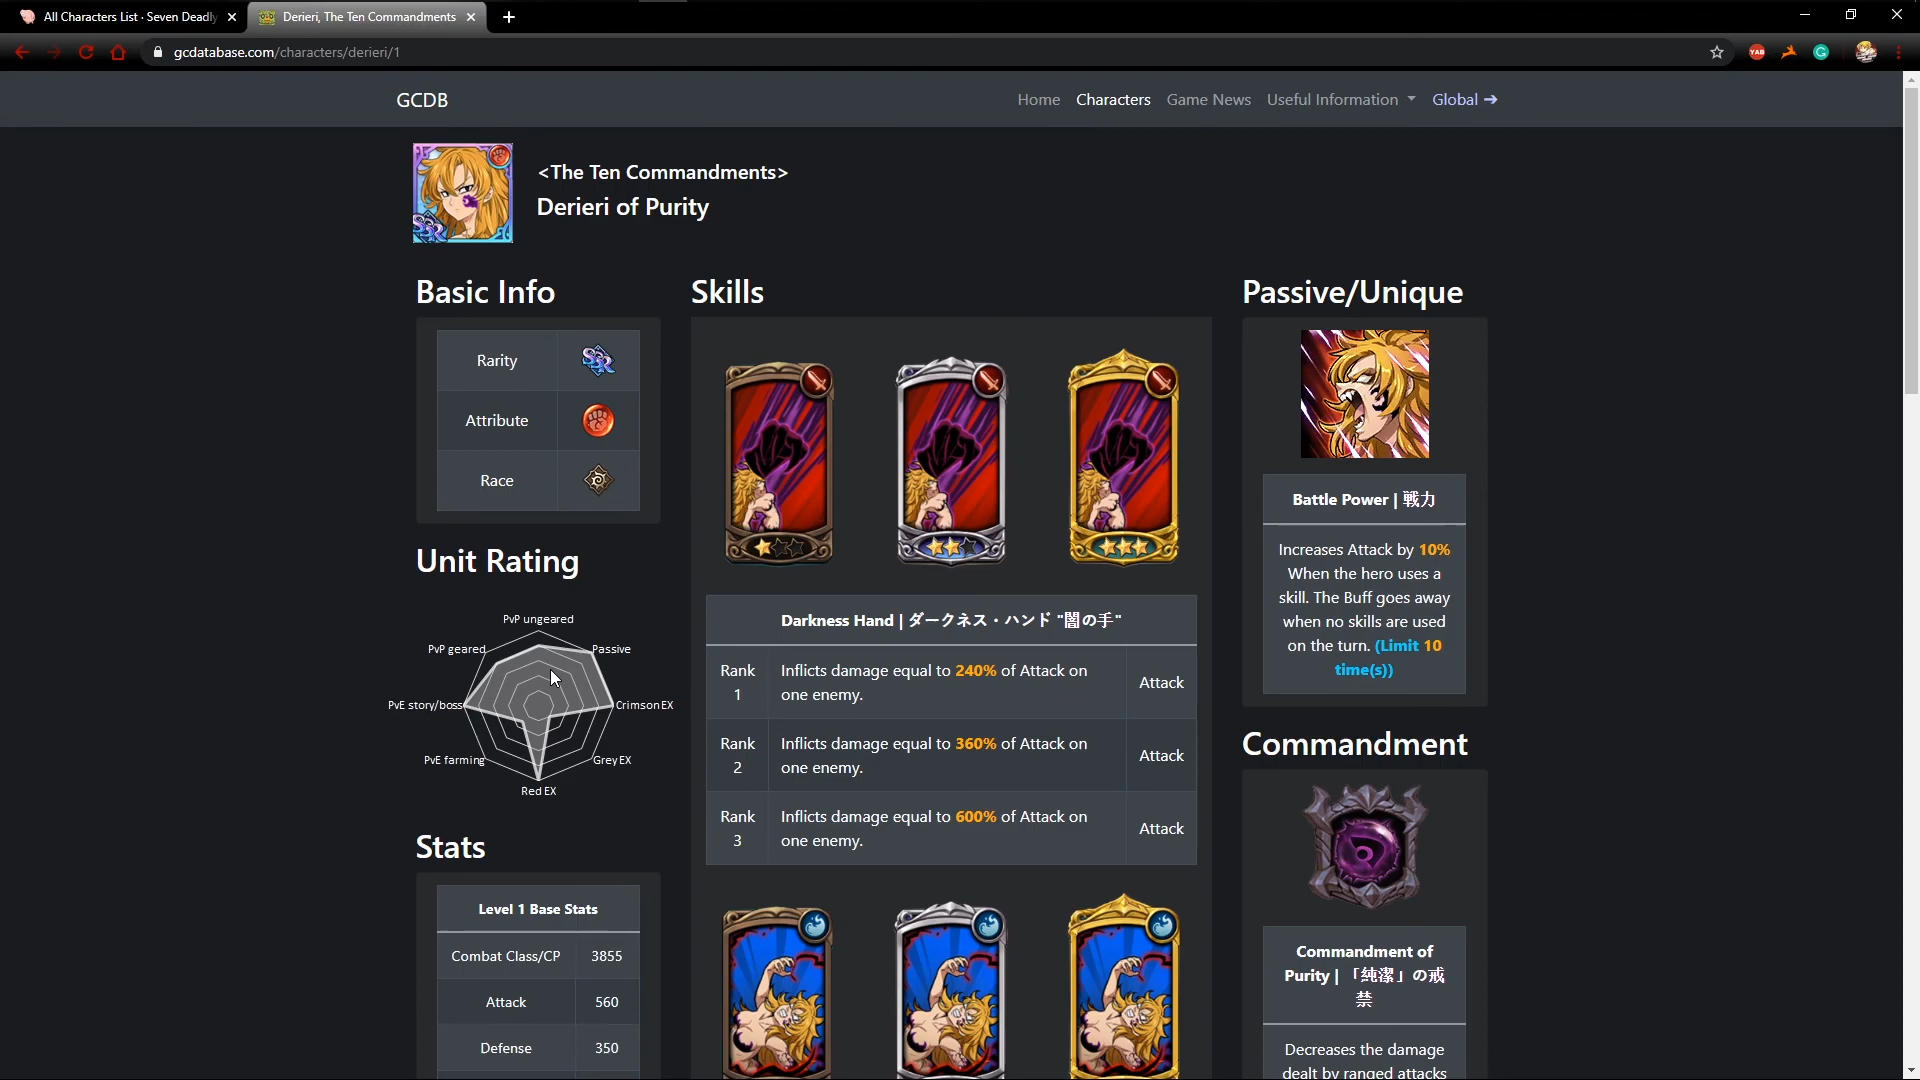 All Characters List · Seven Deadly
Derieri, The Ten Commandments
gcdatabase.com/characters/derieri/1
YAB
G
GCDB
Home
Characters
Game News
Useful Information
Global
<The Ten Commandments>
Derieri of Purity
SSR
Basic Info
Rarity
SSR
Attribute
Race
Unit Rating
PvP ungeared
PvP geared
Passive
PvE story/boss
Crimson EX
PvE farming
Grey EX
Red EX
Stats
Level 1 Base Stats
Combat Class/CP 3855
Attack 560
Defense 350
Skills
Darkness Hand | ダークネス・ハンド "闇の手"
Rank 1
Inflicts damage equal to 240% of Attack on
one enemy.
Attack
Rank 2
Inflicts damage equal to 360% of Attack on
one enemy.
Attack
Rank 3
Inflicts damage equal to 600% of Attack on
one enemy.
Attack
Passive/Unique
Battle Power | 戦力
Increases Attack by 10%
When the hero uses a
skill. The Buff goes away
when no skills are used
on the turn. (Limit 10
time(s))
Commandment
Commandment of
Purity | 「純潔」の戒
禁
Decreases the damage
dealt by ranged attacks